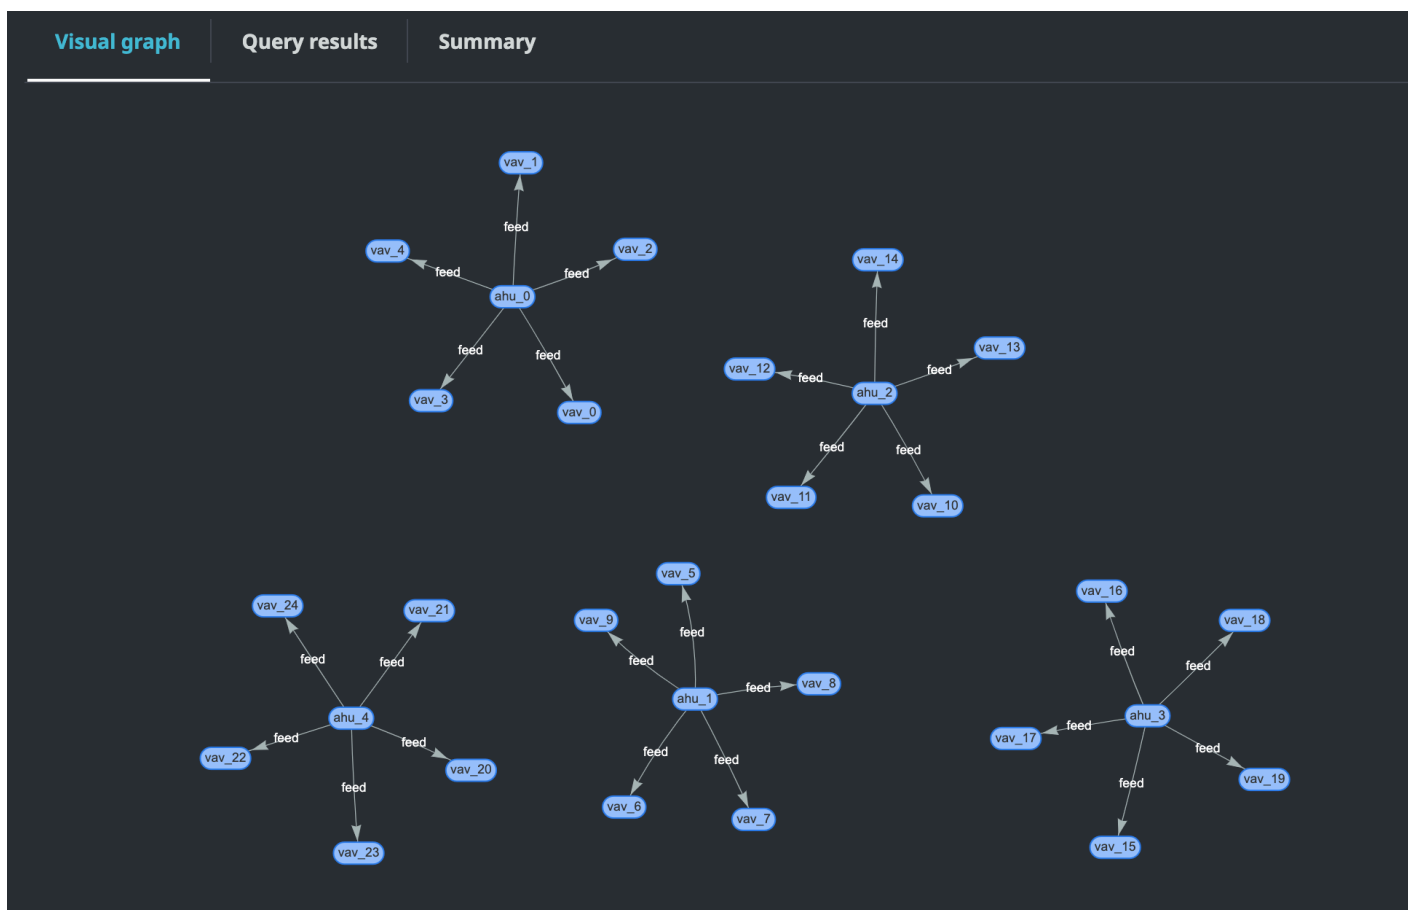 Visual graph
Query results
Summary
vav_1
feed
vav_4
vav_2
feed
feed
ahu_0
feed
feed
vav_3
vav_0
vav_14
feed
vav_13
vav_12
feed
feed
ahu_2
feed
feed
vav_11
vav_10
vav_24
vav_21
feed
feed
ahu_4
feed
feed
vav_22
vav_20
feed
vav_23
vav_5
vav_9
feed
feed
vav_8
feed
ahu_1
feed
feed
vav_6
vav_7
vav_16
vav_18
feed
feed
ahu_3
feed
vav_17
feed
vav_19
feed
vav_15